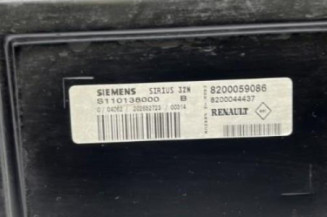 SIEMENS SIRIUS 32N
S110138000 B
8200059086
8200044437
RENAULT